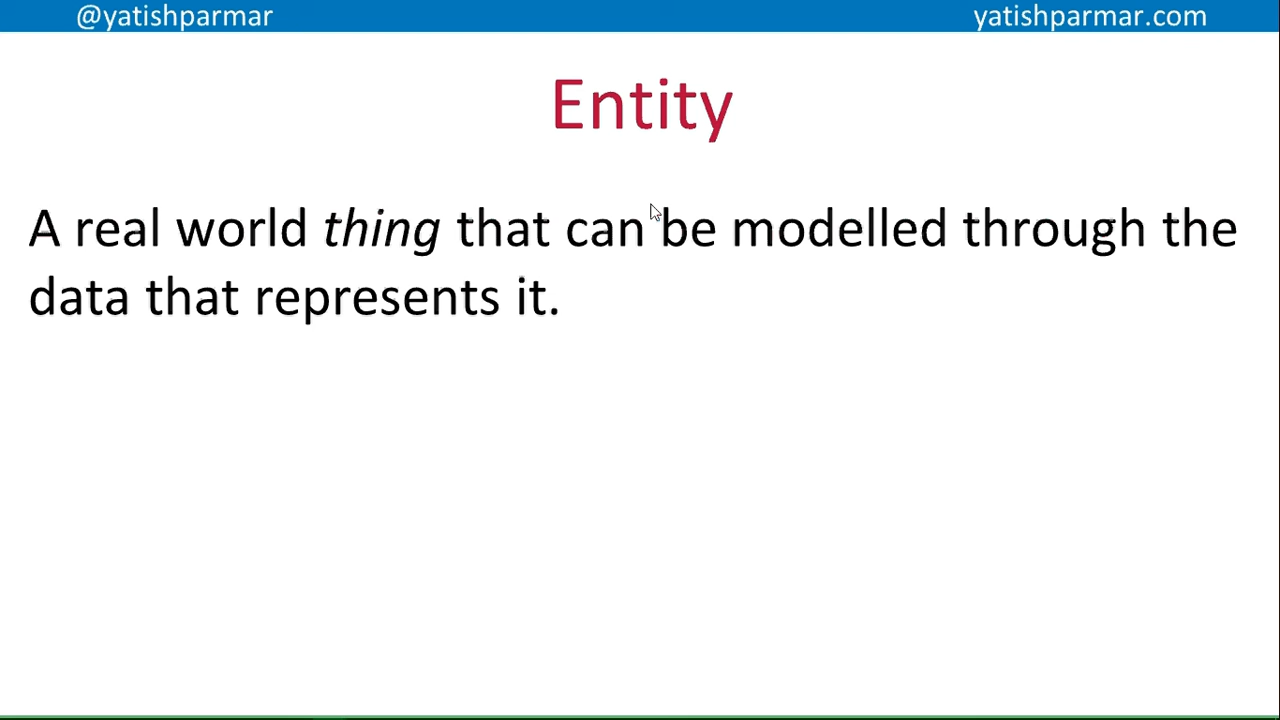 @yatishparmar yatishparmar.com
Entity
A real world thing that can be modelled through the
data that represents it.